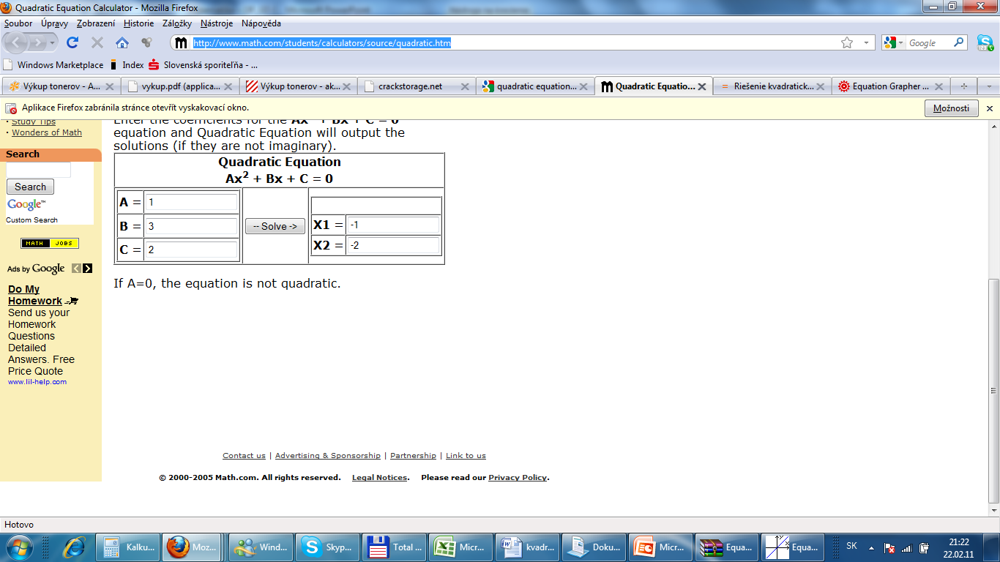 Quadratic Equation Calculator - Mozilla Firefox
Soubor Úpravy Zobrazení Historie Záložky Nástroje Nápověda
http://www.math.com/students/calculators/source/quadratic.htm
Google
Windows Marketplace Index Slovenská sporiteľňa - ...
Výkup tonerov - A... vykup.pdf (applica... Výkup tonerov - ak... crackstorage.net quadratic equation... Quadratic Equatio... Riešenie kvadratick... Equation Grapher ...
Aplikace Firefox zabránila stránce otevřít vyskakovací okno. Možnosti
• Study Tips
• Wonders of Math
Search
Search
Google™
Custom Search
MATH JOBS
Ads by Google
Do My
Homework
Send us your
Homework
Questions
Detailed
Answers. Free
Price Quote
www.lil-help.com
Enter the coefficients for the Ax² + Bx + C = 0
equation and Quadratic Equation will output the
solutions (if they are not imaginary).
Quadratic Equation
Ax² + Bx + C = 0
A = 1
B = 3
C = 2
-- Solve ->
X1 = -1
X2 = -2
If A=0, the equation is not quadratic.
Contact us | Advertising & Sponsorship | Partnership | Link to us
© 2000-2005 Math.com. All rights reserved. Legal Notices. Please read our Privacy Policy.
Hotovo
Kalku... Moz... Wind... Skyp... Total ... Micr... kvadr... Doku... Micr... Equa... Equa... SK 21:22
22.02.11